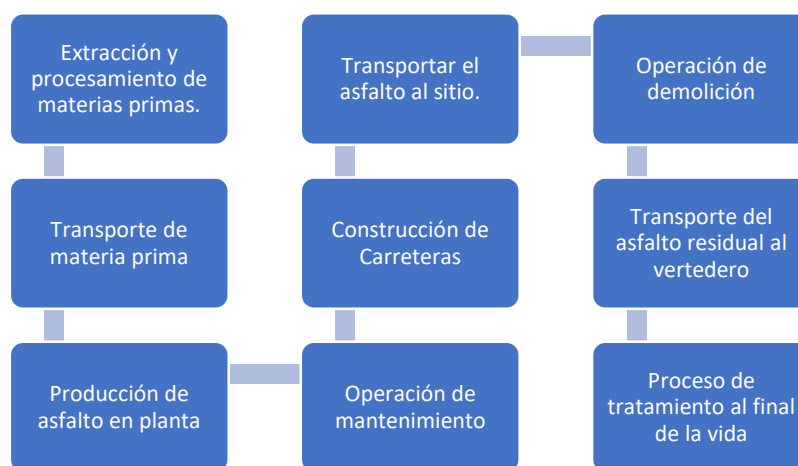 Extracción y
procesamiento de
materias primas.
Transporte de
materia prima
Producción de
asfalto en planta
Operación de
mantenimiento
Construcción de
Carreteras
Transportar el
asfalto al sitio.
Operación de
demolición
Transporte del
asfalto residual al
vertedero
Proceso de
tratamiento al final
de la vida